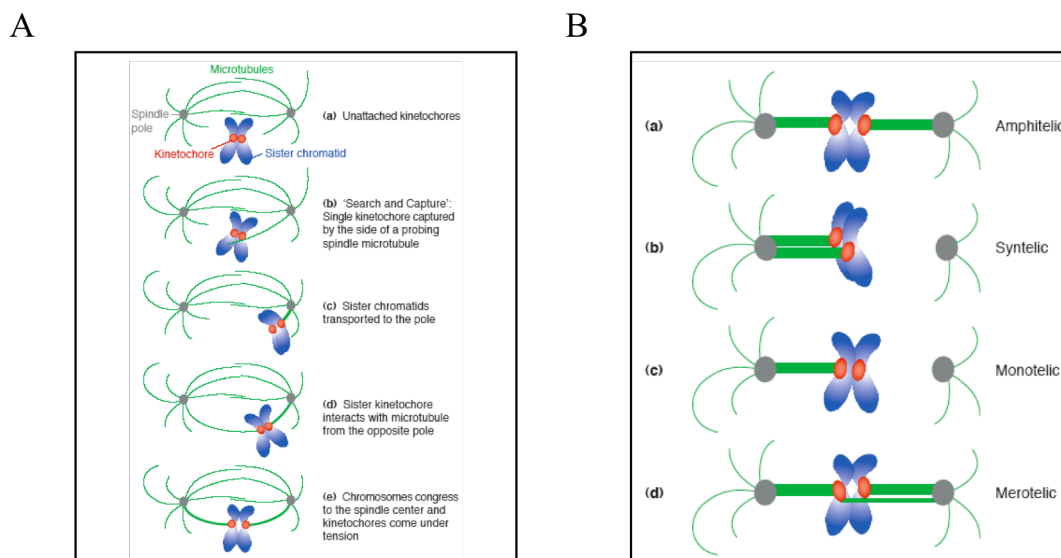 A
B
Microtubules
Spindle
pole
(a) Unattached kinetochores
Kinetochore
Sister chromatid
(b) 'Search and Capture':
Single kinetochore captured
by the side of a probing
spindle microtubule
(c) Sister chromatids
transported to the pole
(d) Sister kinetochore
interacts with microtubule
from the opposite pole
(e) Chromosomes congress
to the spindle center and
kinetochores come under
tension
(a)
Amphitelic
(b)
Syntelic
(c)
Monotelic
(d)
Merotelic